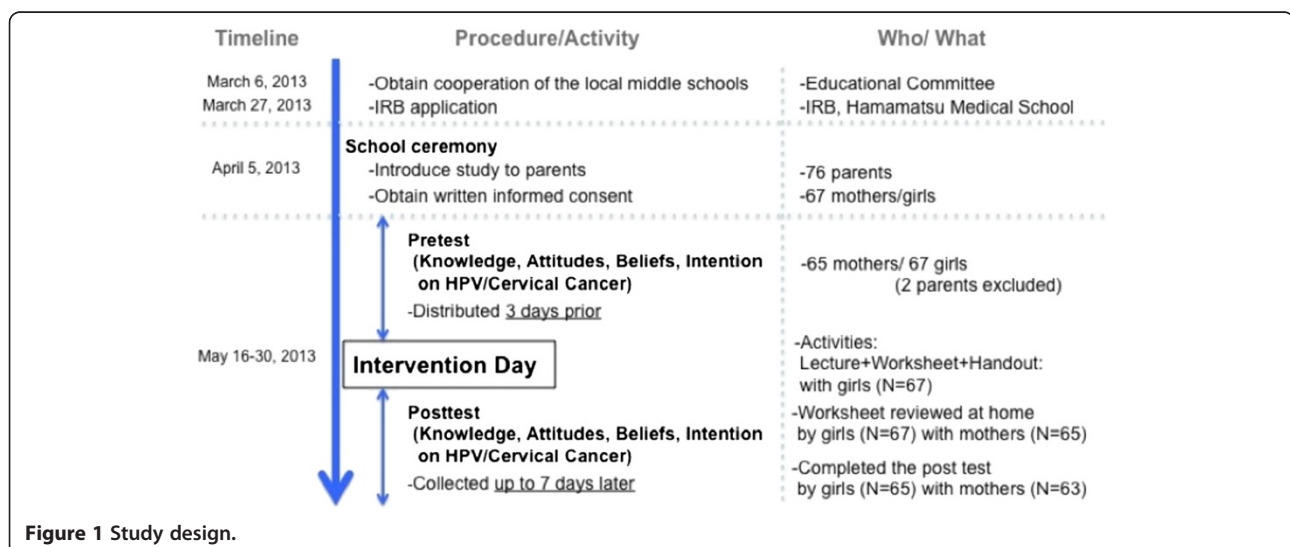 Timeline Procedure/Activity Who/ What
March 6, 2013 -Obtain cooperation of the local middle schools -Educational Committee
March 27, 2013 -IRB application -IRB, Hamamatsu Medical School
School ceremony
April 5, 2013 -Introduce study to parents -76 parents
-Obtain written informed consent -67 mothers/girls
Pretest
(Knowledge, Attitudes, Beliefs, Intention
on HPV/Cervical Cancer)
-65 mothers/ 67 girls
(2 parents excluded)
-Distributed 3 days prior
May 16-30, 2013
Intervention Day
-Activities:
Lecture+Worksheet+Handout:
with girls (N=67)
Posttest
(Knowledge, Attitudes, Beliefs, Intention
on HPV/Cervical Cancer)
-Collected up to 7 days later
-Worksheet reviewed at home
by girls (N=67) with mothers (N=65)
-Completed the post test
by girls (N=65) with mothers (N=63)
Figure 1 Study design.